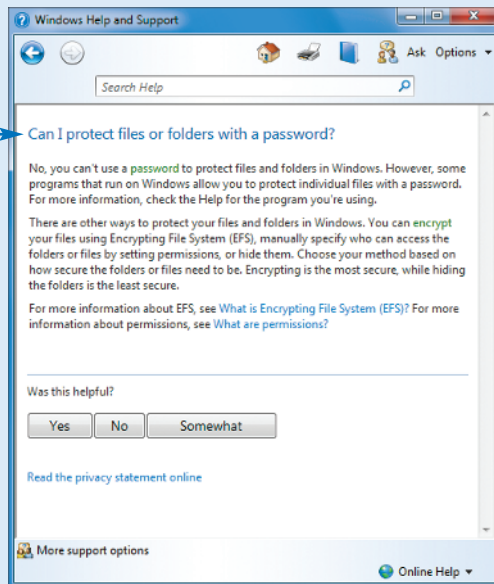 Windows Help and Support
Ask Options
Search Help
Can I protect files or folders with a password?
No, you can't use a password to protect files and folders in Windows. However, some
programs that run on Windows allow you to protect individual files with a password.
For more information, check the Help for the program you're using.
There are other ways to protect your files and folders in Windows. You can encrypt
your files using Encrypting File System (EFS), manually specify who can access the
folders or files by setting permissions, or hide them. Choose your method based on
how secure the folders or files need to be. Encrypting is the most secure, while hiding
the folders is the least secure.
For more information about EFS, see What is Encrypting File System (EFS)? For more
information about permissions, see What are permissions?
Was this helpful?
Yes No Somewhat
Read the privacy statement online
More support options
Online Help